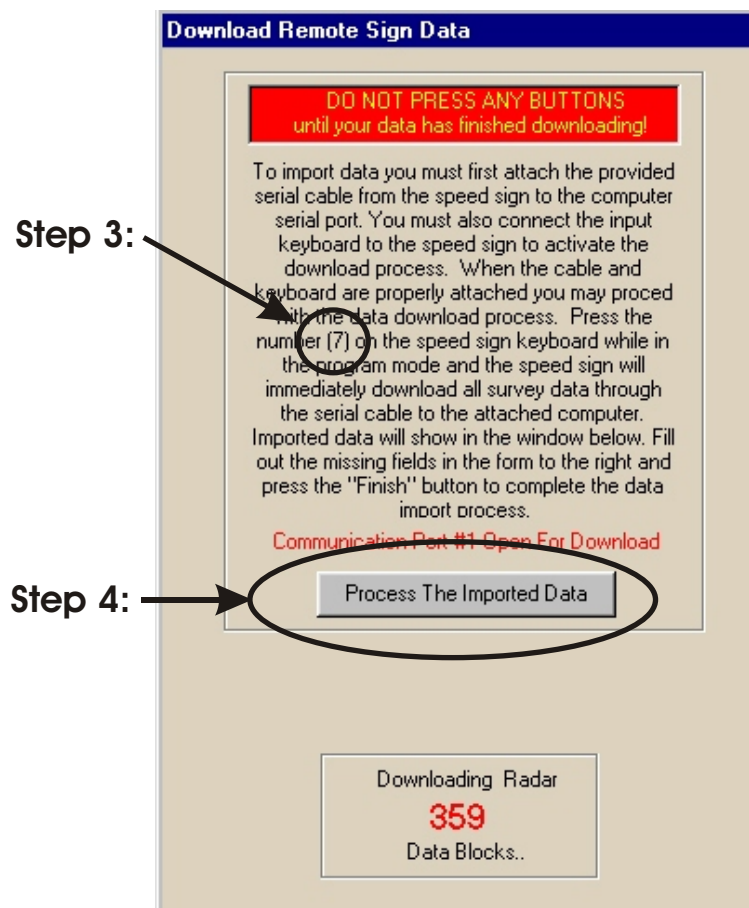 Download Remote Sign Data
DO NOT PRESS ANY BUTTONS
until your data has finished downloading!
To import data you must first attach the provided
serial cable from the speed sign to the computer
serial port. You must also connect the input
keyboard to the speed sign to activate the
download process. When the cable and
keyboard are properly attached you may proced
with the data download process. Press the
number (7) on the speed sign keyboard while in
the program mode and the speed sign will
immediately download all survey data through
the serial cable to the attached computer.
Imported data will show in the window below. Fill
out the missing fields in the form to the right and
press the "Finish" button to complete the data
import process.
Communication Port #1 Open For Download
Process The Imported Data
Step 3:
Step 4:
Downloading Radar
359
Data Blocks..